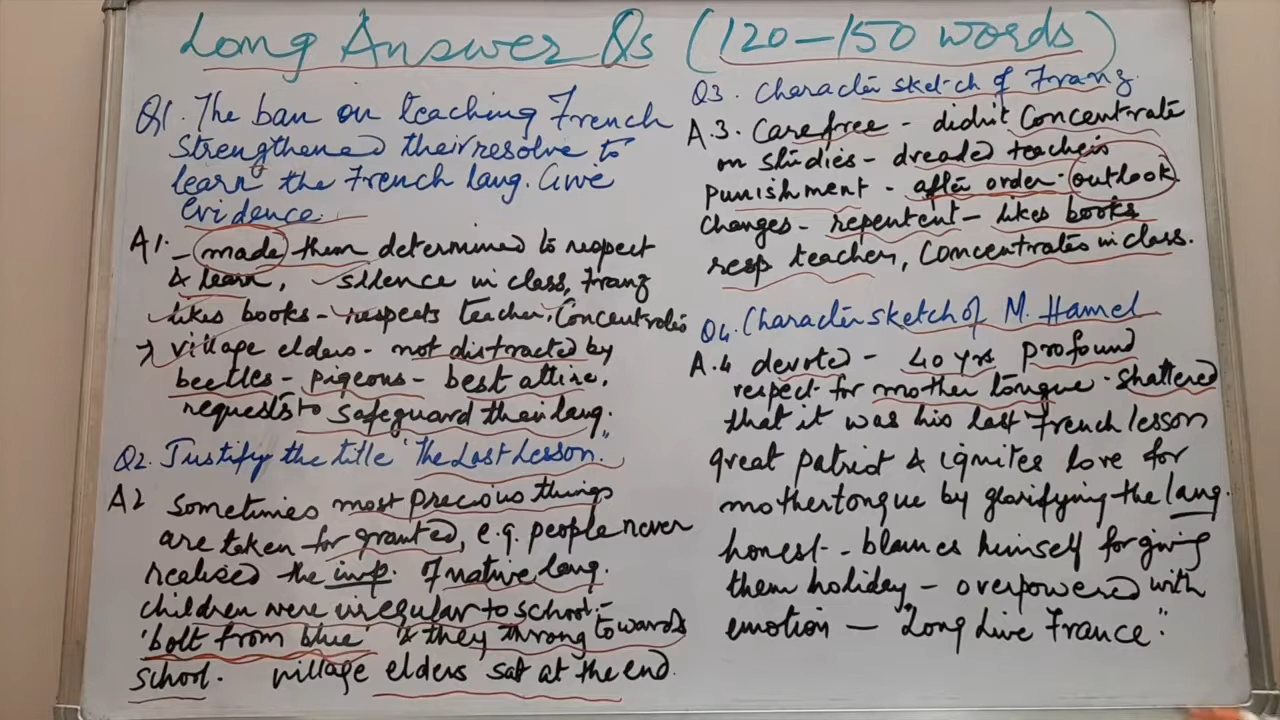 Long Answer Qs (120-150 words)
Q1. The ban on teaching French
strengthened their resolve to
learn the French lang. Give
evidence.
A1. - made them determined to respect
& learn, silence in class, Franz
likes books - respects teacher, Concentrates
→ village elders - not distracted by
beetles - pigeons - best attire,
requests to safeguard their lang.
Q2. Justify the title "The Last Lesson."
A2 Sometimes most precious things
are taken for granted, e.g. people never
realised the imp. of native lang.
children were irregular to school -
'bolt from blue' & they throng towards
school. village elders sat at the end.
Q3. Character sketch of Franz.
A.3. Carefree - didn't Concentrate
on studies - dreaded teacher's
punishment - after order - outlook
changes - repentent - likes books
resp teacher, Concentrates in class.
Q4. Character sketch of M. Hamel
A.4 devoted - 40 yrs profound
respect for mother tongue - shattered
that it was his last French lesson
great patriot & ignites love for
mothertongue by glorifying the lang.
honest - blames himself for giving
them holiday - overpowered with
emotion - "Long Live France".